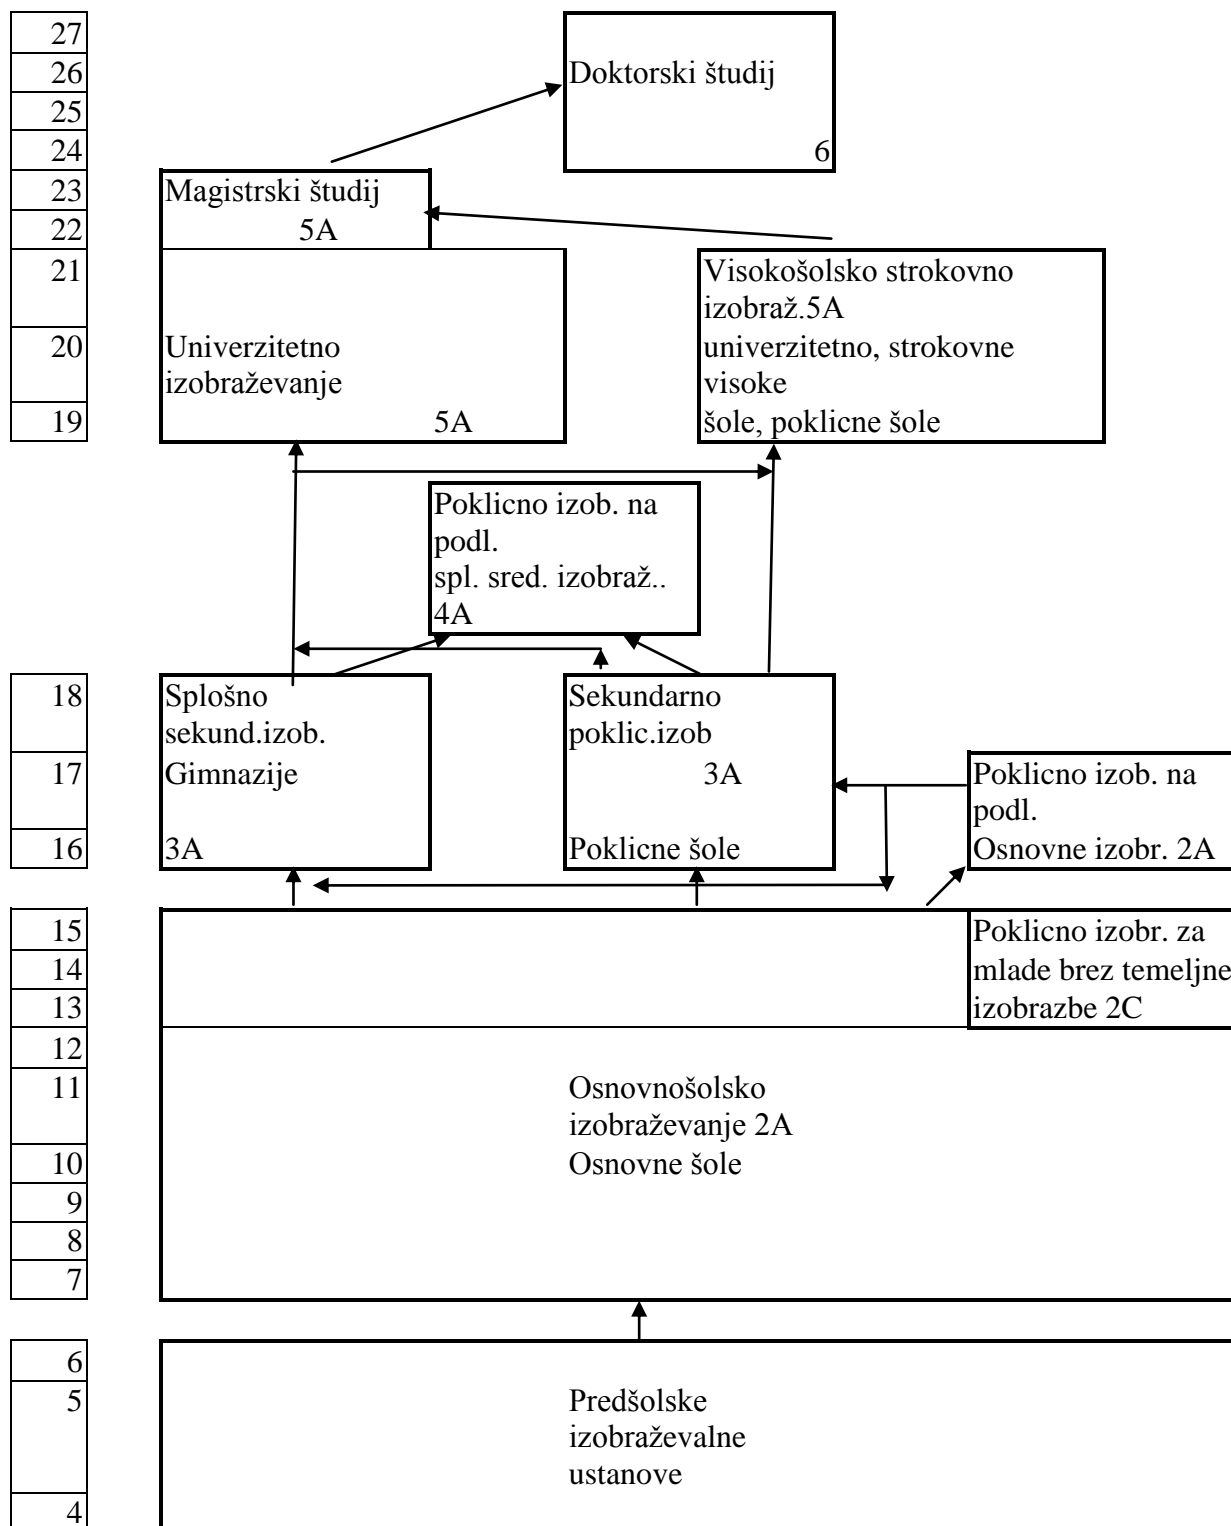 27
26
Doktorski študij
25
24
6
23
Magistrski študij
22
5A
21
Visokošolsko strokovno
izobraž.5A
20
Univerzitetno
izobraževanje
univerzitetno, strokovne
visoke
19
5A
šole, poklicne šole
Poklicno izob. na
podl.
spl. sred. izobraž..
4A
18
Splošno
sekund.izob.
Sekundarno
poklic.izob
17
Gimnazije
3A
Poklicno izob. na
podl.
16
3A
Poklicne šole
Osnovne izobr. 2A
15
Poklicno izobr. za
14
mlade brez temeljne
13
izobrazbe 2C
12
11
Osnovnošolsko
izobraževanje 2A
10
Osnovne šole
9
8
7
6
5
Predšolske
izobraževalne
ustanove
4